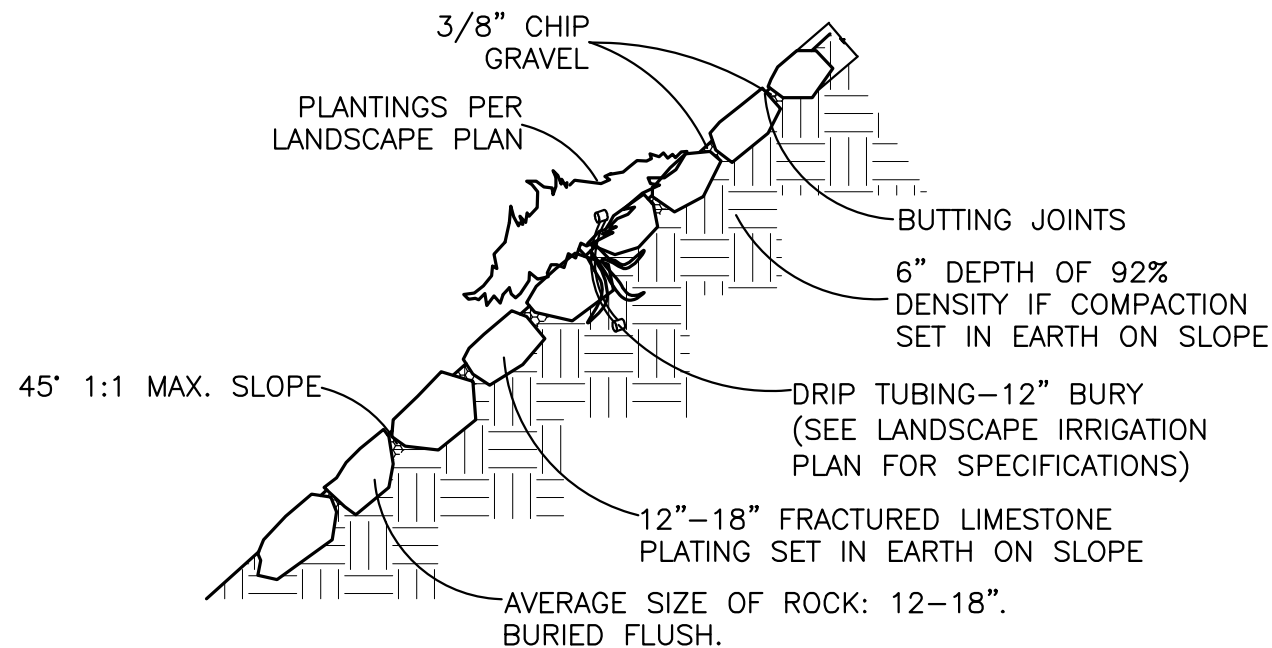 3/8” CHIP
GRAVEL
PLANTINGS PER
LANDSCAPE PLAN
BUTTING JOINTS
6” DEPTH OF 92%
DENSITY IF COMPACTION
SET IN EARTH ON SLOPE
45° 1:1 MAX. SLOPE
DRIP TUBING–12” BURY
(SEE LANDSCAPE IRRIGATION
PLAN FOR SPECIFICATIONS)
12”–18” FRACTURED LIMESTONE
PLATING SET IN EARTH ON SLOPE
AVERAGE SIZE OF ROCK: 12–18”.
BURIED FLUSH.